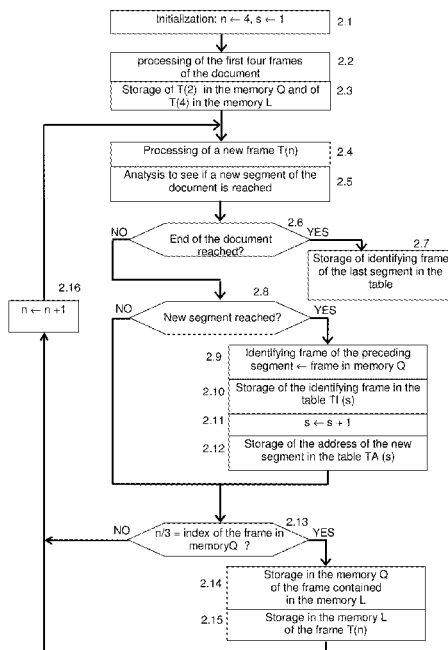 Initialization: n ← 4, s ← 1
2.1
processing of the first four frames
of the document
2.2
Storage of T(2) in the memory Q and of
T(4) in the memory L
2.3
Processing of a new frame T(n)
2.4
Analysis to see if a new segment of the
document is reached
2.5
2.6
NO
End of the document
reached?
YES
2.7
Storage of identifying frame
of the last segment in the
table
2.16
n ← n +1
2.8
NO
New segment reached?
YES
2.9
Identifying frame of the preceding
segment ← frame in memory Q
2.10
Storage of the identifying frame in the
table TI (s)
2.11
s ← s + 1
2.12
Storage of the address of the new
segment in the table TA (s)
2.13
NO
n/3 = index of the frame in
memoryQ ?
YES
2.14
Storage in the memory Q
of the frame contained
in the memory L
2.15
Storage in the memory L
of the frame T(n)